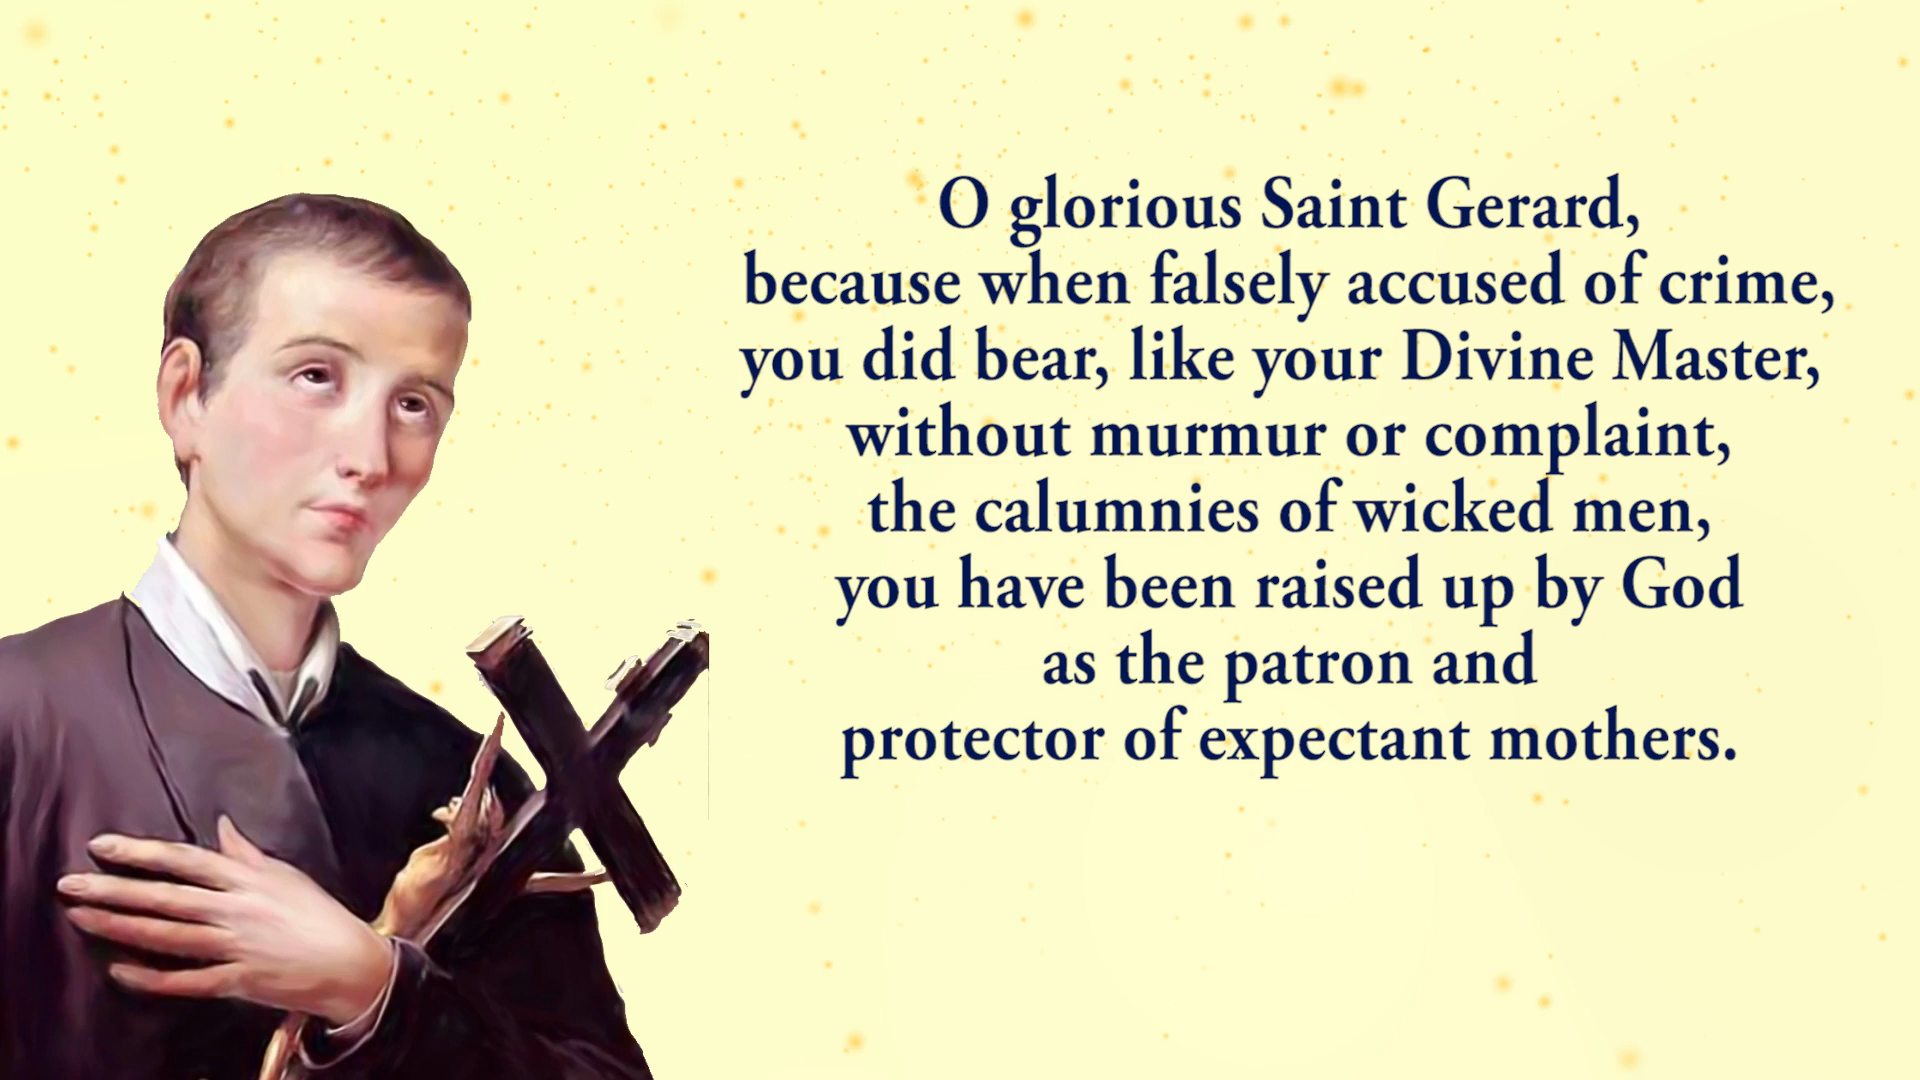 O glorious Saint Gerard,
because when falsely accused of crime,
you did bear, like your Divine Master,
without murmur or complaint,
the calumnies of wicked men,
you have been raised up by God
as the patron and
protector of expectant mothers.